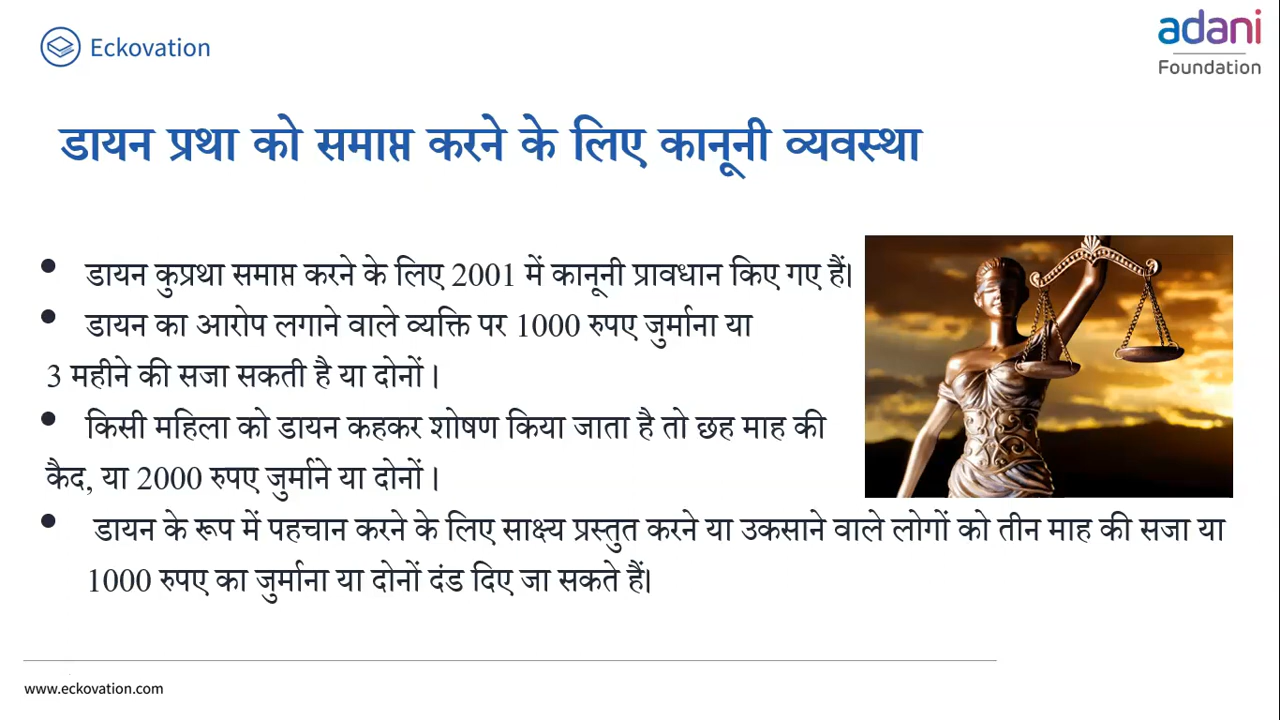 Eckovation
adani
Foundation
डायन प्रथा को समाप्त करने के लिए कानूनी व्यवस्था
• डायन कुप्रथा समाप्त करने के लिए 2001 में कानूनी प्रावधान किए गए हैं।
• डायन का आरोप लगाने वाले व्यक्ति पर 1000 रुपए जुर्माना या
3 महीने की सजा सकती है या दोनों ।
• किसी महिला को डायन कहकर शोषण किया जाता है तो छह माह की
कैद, या 2000 रुपए जुर्माने या दोनों ।
• डायन के रूप में पहचान करने के लिए साक्ष्य प्रस्तुत करने या उकसाने वाले लोगों को तीन माह की सजा या
1000 रुपए का जुर्माना या दोनों दंड दिए जा सकते हैं।
www.eckovation.com